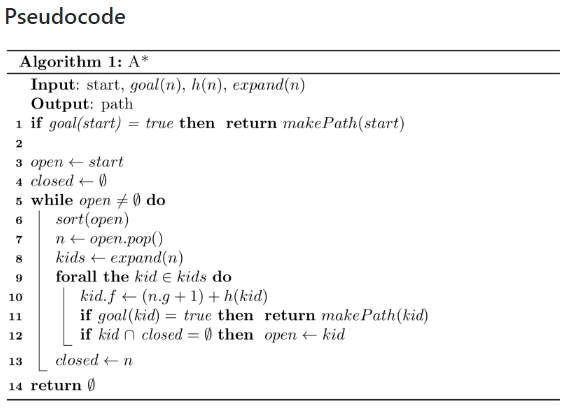 Pseudocode
Algorithm 1: A*
Input: start, goal(n), h(n), expand(n)
Output: path
1 if goal(start) = true then return makePath(start)
2
3 open ← start
4 closed ← ∅
5 while open ≠ ∅ do
6 sort(open)
7 n ← open.pop()
8 kids ← expand(n)
9 forall the kid ∈ kids do
10 kid.f ← (n.g + 1) + h(kid)
11 if goal(kid) = true then return makePath(kid)
12 if kid ∩ closed = ∅ then open ← kid
13 closed ← n
14 return ∅